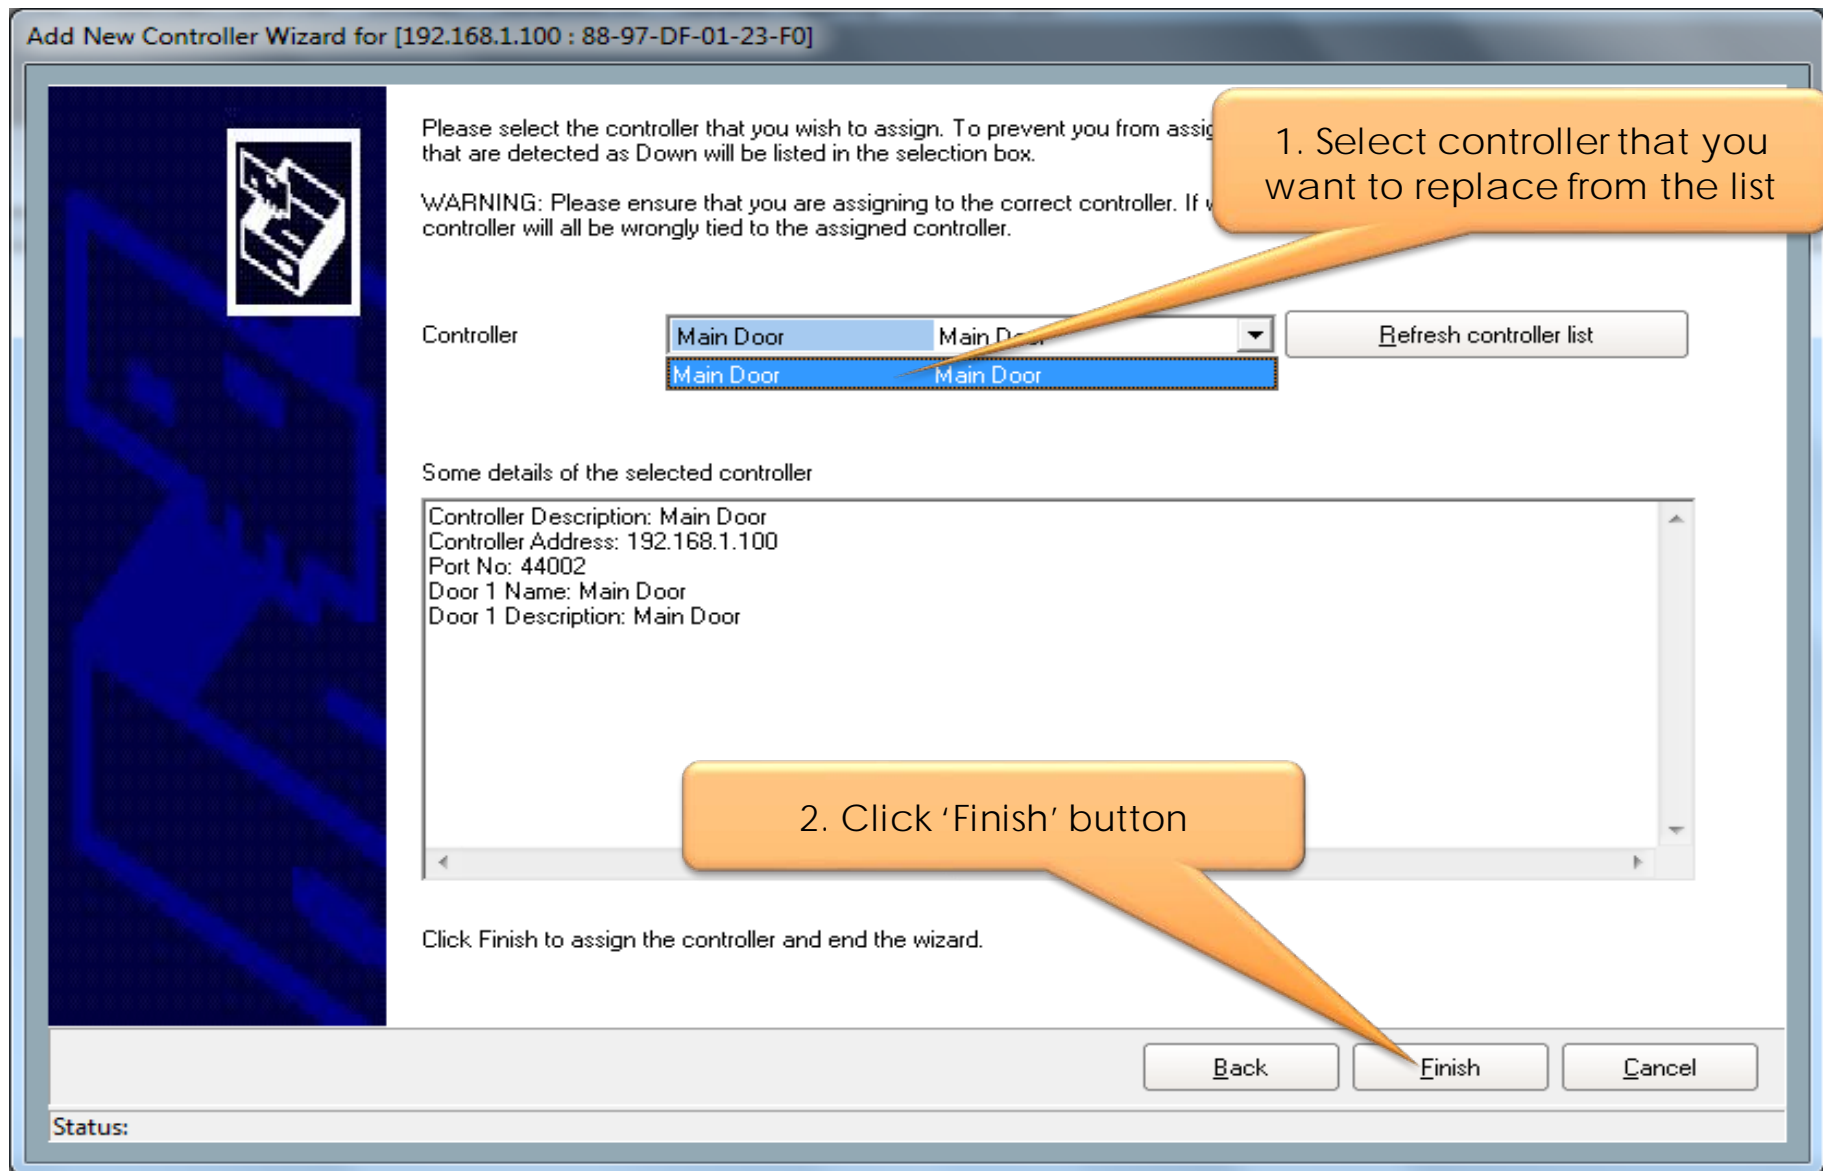 Add New Controller Wizard for [192.168.1.100 : 88-97-DF-01-23-F0]
Please select the controller that you wish to assign. To prevent you from
that are detected as Down will be listed in the selection box.
WARNING: Please ensure that you are assigning to the correct controller. If
controller will all be wrongly tied to the assigned controller.
1. Select controller that you
want to replace from the list
Controller
Main Door Main Door
Refresh controller list
Main Door Main Door
Some details of the selected controller
Controller Description: Main Door
Controller Address: 192.168.1.100
Port No: 44002
Door 1 Name: Main Door
Door 1 Description: Main Door
2. Click ‘Finish’ button
Click Finish to assign the controller and end the wizard.
Back Finish Cancel
Status: